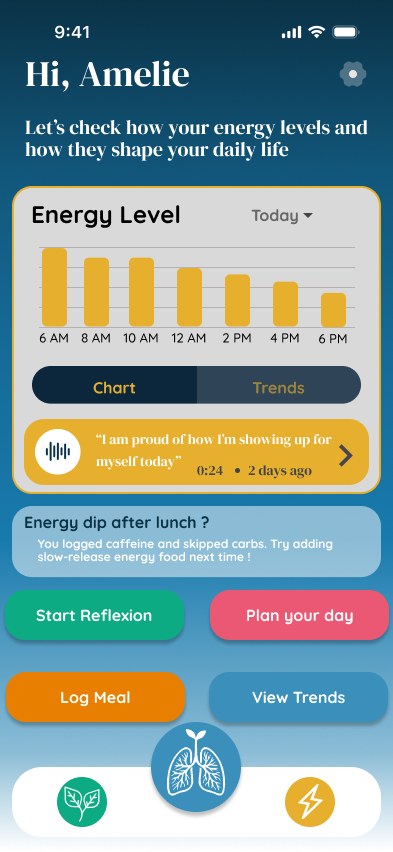 9:41
Hi, Amelie
Let's check how your energy levels and
how they shape your daily life
Energy Level
Today
6 AM 8 AM 10 AM 12 AM 2 PM 4 PM 6 PM
Chart
Trends
“I am proud of how I'm showing up for
myself today”
0:24 • 2 days ago
Energy dip after lunch ?
You logged caffeine and skipped carbs. Try adding
slow-release energy food next time !
Start Reflexion
Plan your day
Log Meal
View Trends